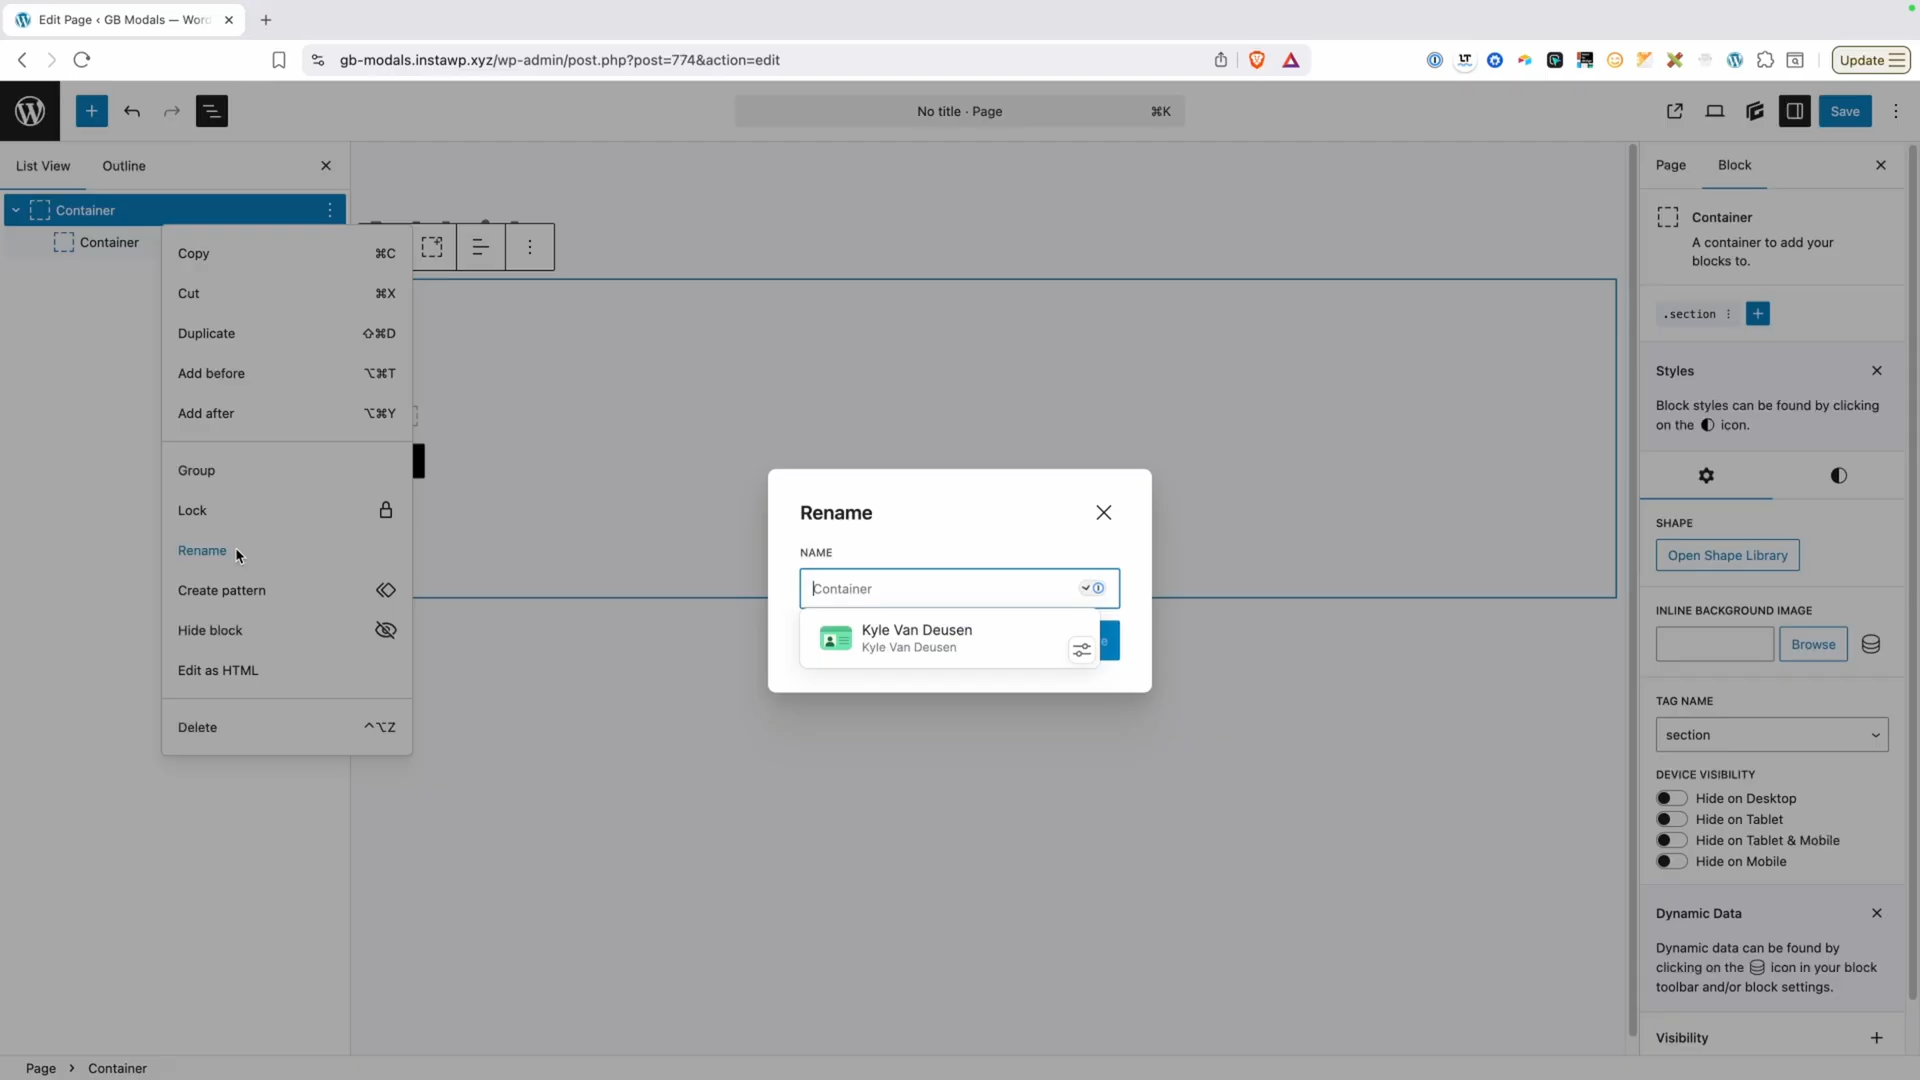 Edit Page ‹ GB Modals — Word
gb-modals.instawp.xyz/wp-admin/post.php?post=774&action=edit
Update
No title · Page
⌘K
Save
List View
Outline
Container
Container
Copy ⌘C
Cut ⌘X
Duplicate ⇧⌘D
Add before ⌥⌘T
Add after ⌥⌘Y
Group
Lock
Rename
Create pattern
Hide block
Edit as HTML
Delete ^⌥Z
Rename
NAME
Container
Kyle Van Deusen
Kyle Van Deusen
Page
Block
Container
A container to add your
blocks to.
.section
Styles
Block styles can be found by clicking
on the icon.
SHAPE
Open Shape Library
INLINE BACKGROUND IMAGE
Browse
TAG NAME
section
DEVICE VISIBILITY
Hide on Desktop
Hide on Tablet
Hide on Tablet & Mobile
Hide on Mobile
Dynamic Data
Dynamic data can be found by
clicking on the icon in your block
toolbar and/or block settings.
Visibility
Page › Container